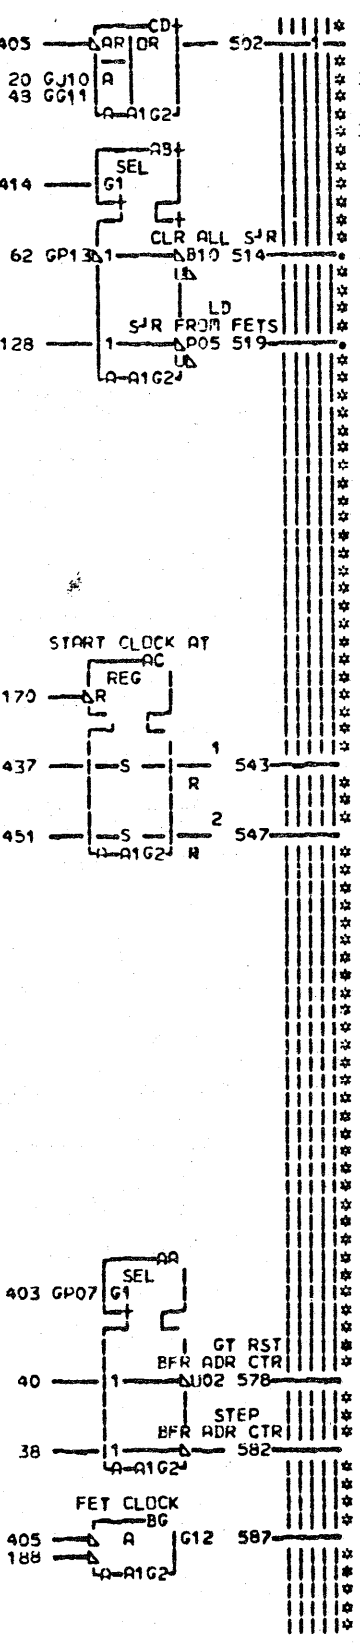 CD+
405 AR OR 502 1
20 GJ10 A
43 GG11
A-A1G2
AB+
SEL
414 G1
CLR ALL S-R
62 GP13 1 B10 514
LD
S-R FROM FETS
128 1 P05 519
A-A1G2
START CLOCK AT
AC
REG
170 R
1
437 S 543
R
2
451 S 547
A-A1G2 R
AA
SEL
403 GP07 G1
GT RST
BFR ADR CTR
40 1 U02 578
STEP
BFR ADR CTR
38 1 582
A-A1G2
FET CLOCK
BG
405 A G12 587
188
A-A1G2